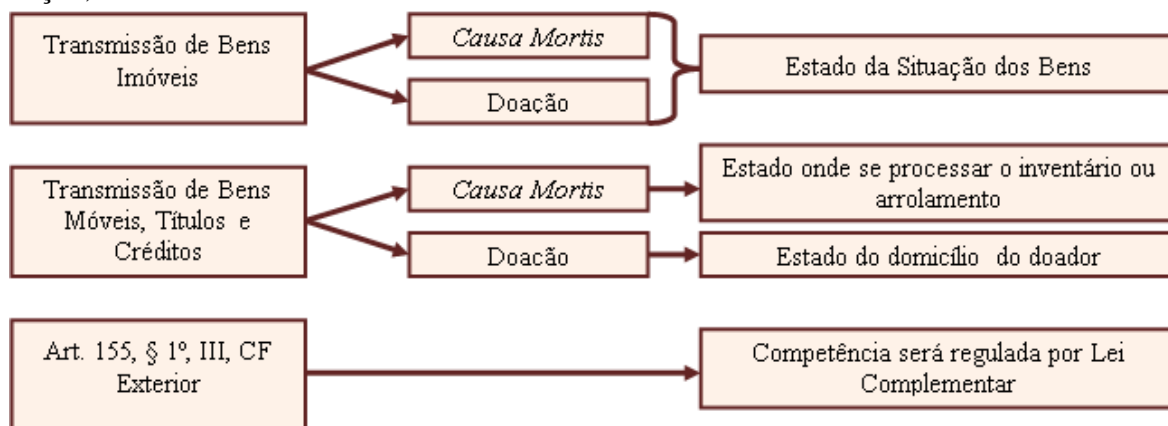 Transmissão de Bens
Imóveis
Causa Mortis
Doação
Estado da Situação dos Bens
Transmissão de Bens
Móveis, Títulos e
Créditos
Causa Mortis
Doacão
Estado onde se processar o inventário ou
arrolamento
Estado do domicílio do doador
Art. 155, § 1º, III, CF
Exterior
Competência será regulada por Lei
Complementar